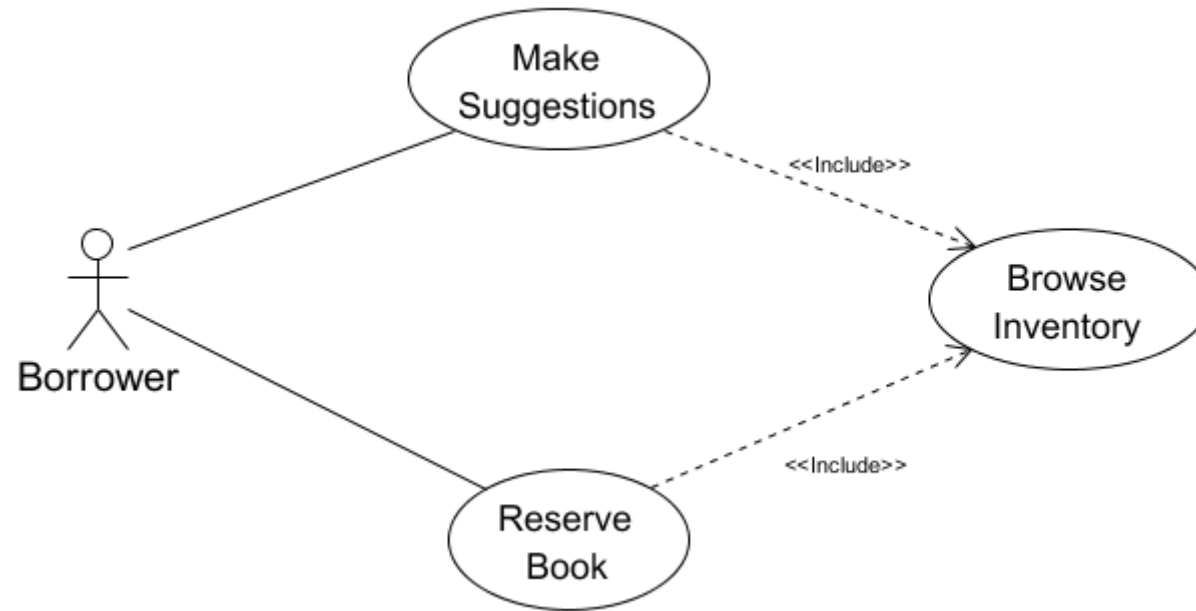 Make
Suggestions
<<Include>>
Browse
Inventory
Borrower
<<Include>>
Reserve
Book